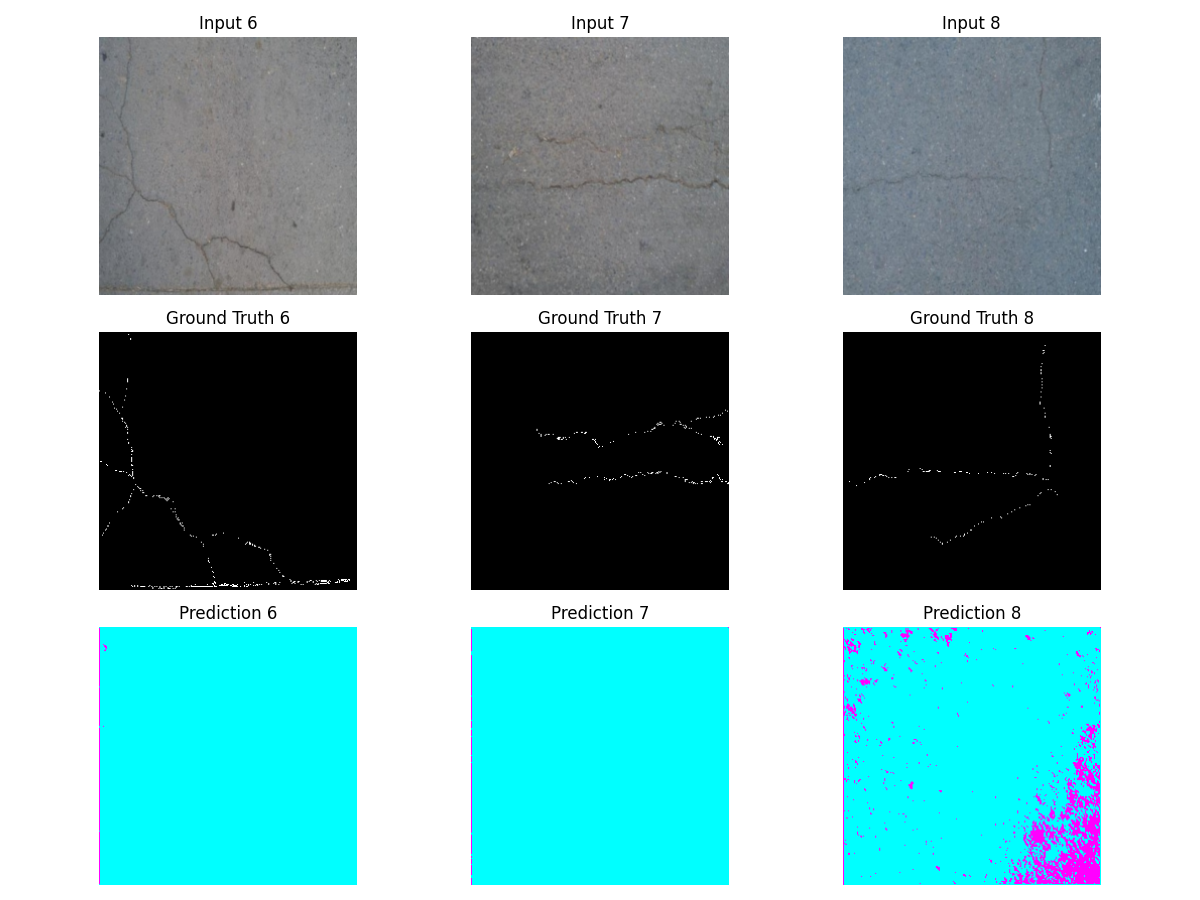 Input 6
Input 7
Input 8
Ground Truth 6
Ground Truth 7
Ground Truth 8
Prediction 6
Prediction 7
Prediction 8